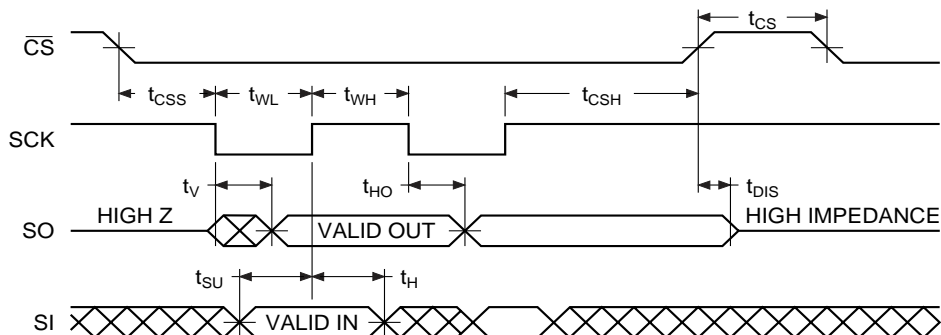 t_CS
C̅S̅
t_CSS t_WL t_WH t_CSH
SCK
t_V t_HO t_DIS
HIGH Z VALID OUT HIGH IMPEDANCE
SO
t_SU t_H
SI VALID IN